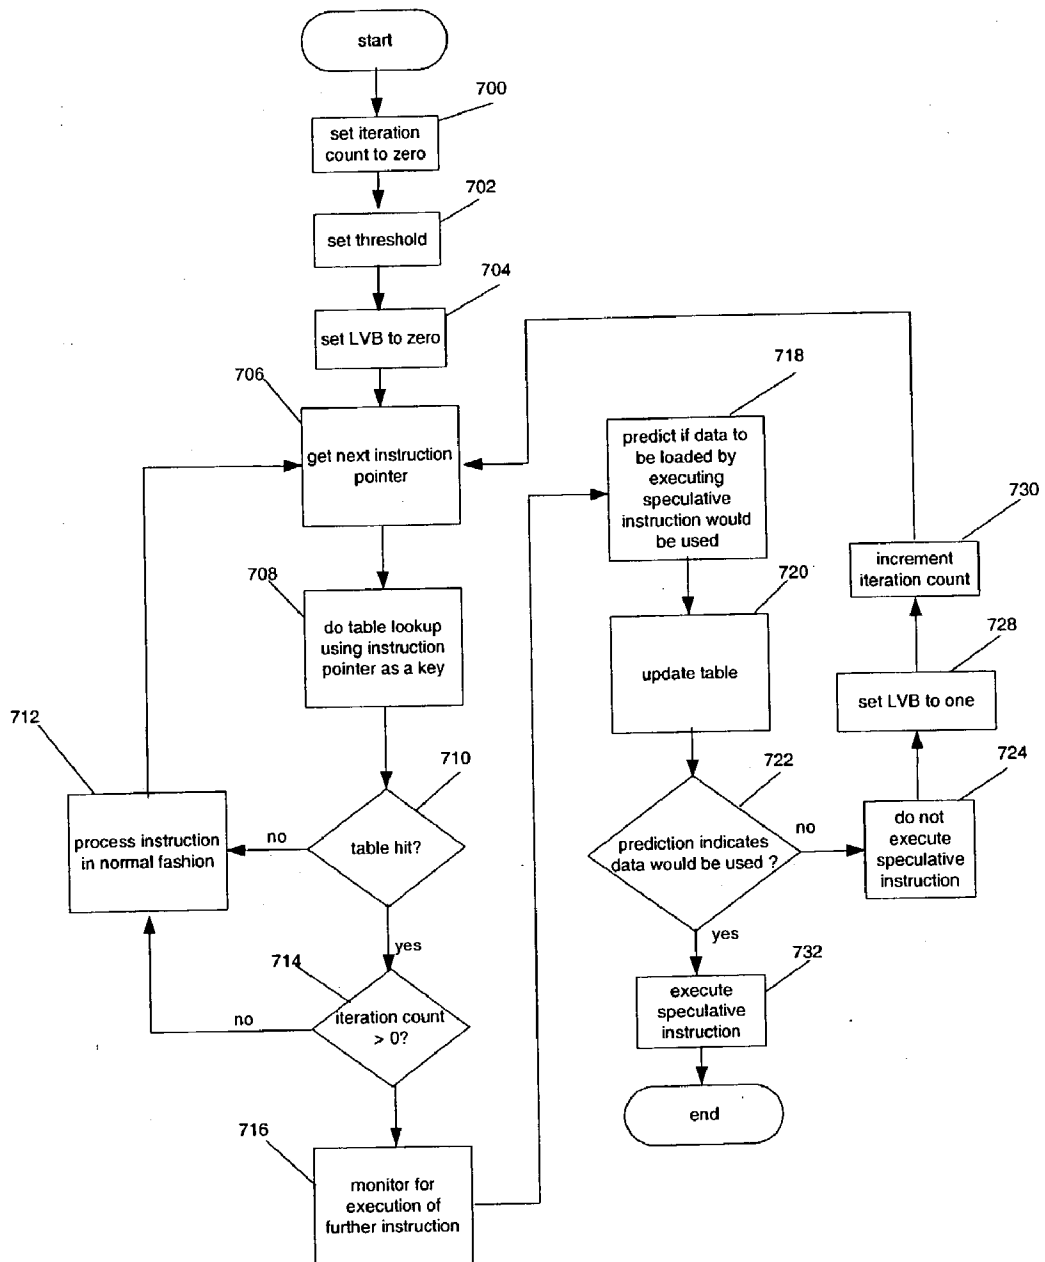 start
700
set iteration
count to zero
702
set threshold
704
set LVB to zero
706
get next instruction
pointer
708
do table lookup
using instruction
pointer as a key
710
table hit?
no
yes
712
process instruction
in normal fashion
714
iteration count
> 0?
no
716
monitor for
execution of
further instruction
718
predict if data to
be loaded by
executing
speculative
instruction would
be used
720
update table
722
prediction indicates
data would be used ?
no
yes
724
do not
execute
speculative
instruction
728
set LVB to one
730
increment
iteration count
732
execute
speculative
instruction
end